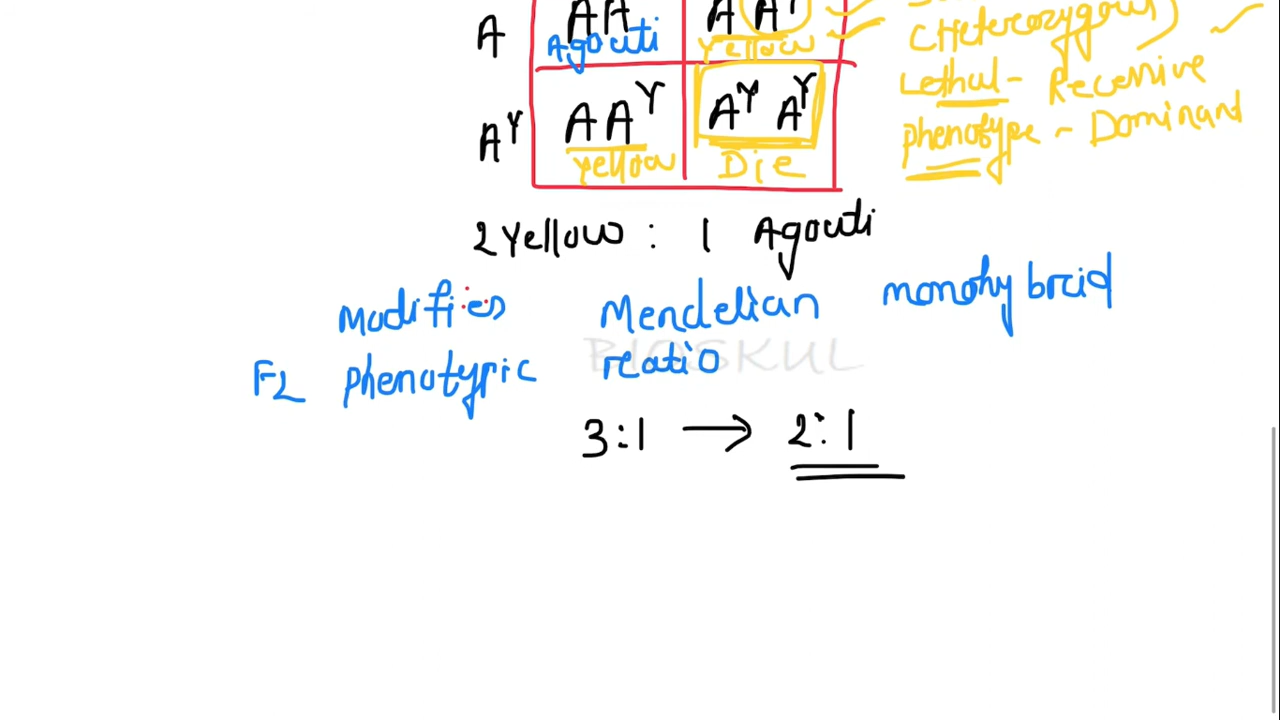 A AA A A
Agouti Yellow (Heterozygous)
Lethal - Recessive
A^Y AA^Y A^Y A^Y phenotype - Dominant
Yellow Die
2 Yellow : 1 Agouti
modifies Mendelian monohybrid
F2 phenotypic ratio
BIOSKUL
3:1 → 2:1